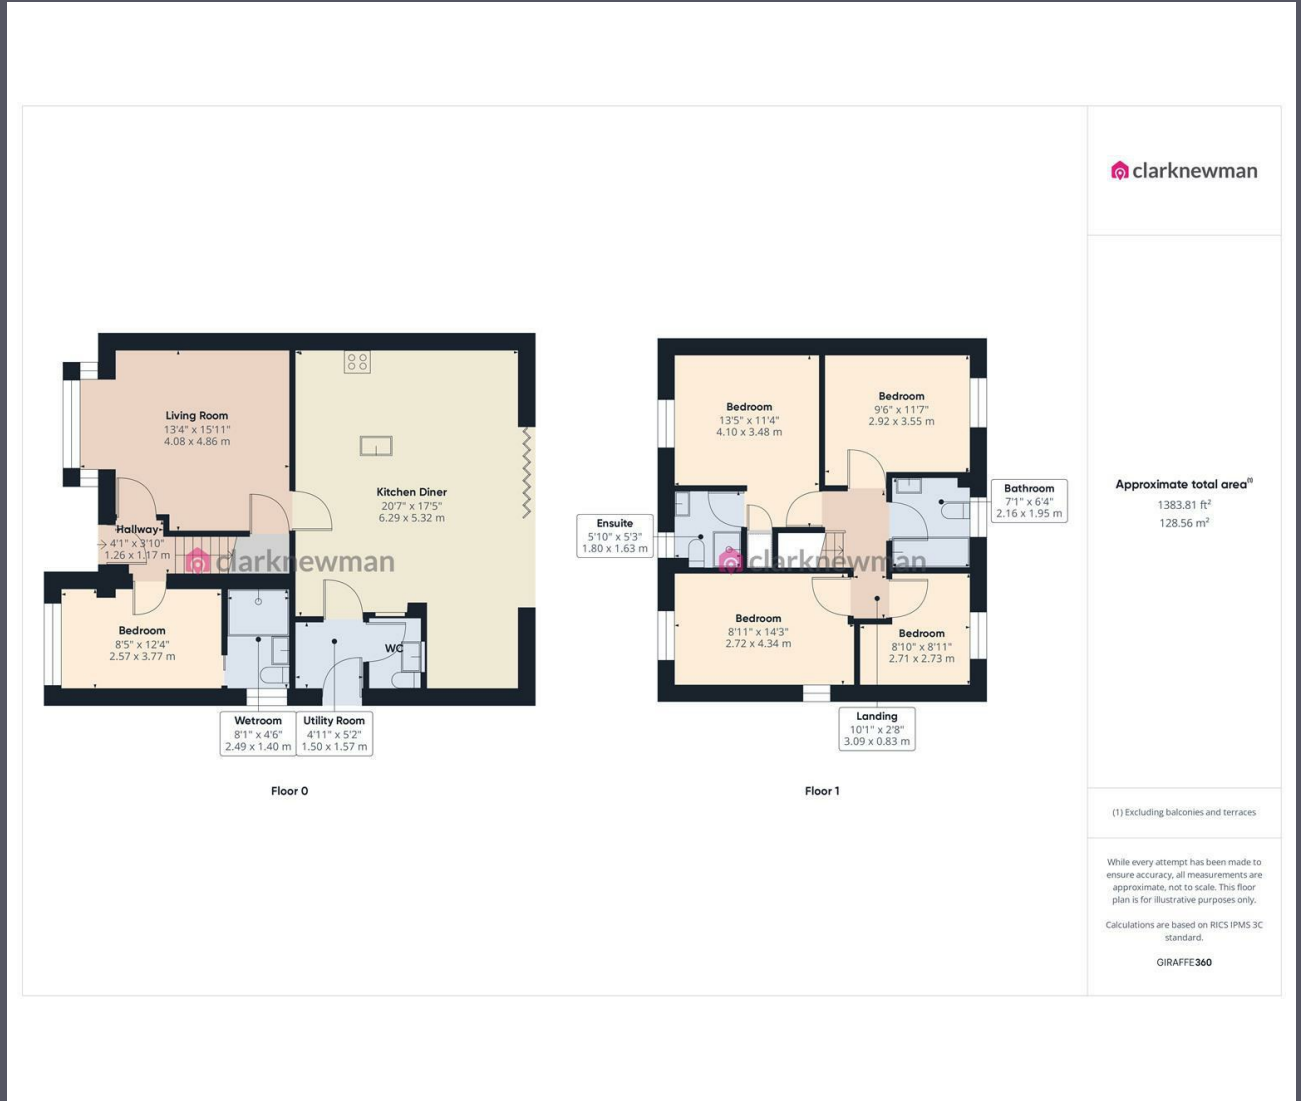 clarknewman
Living Room
13'4" x 15'11"
4.08 x 4.86 m
Kitchen Diner
20'7" x 17'5"
6.29 x 5.32 m
Hallway
4'1" x 3'10"
1.26 x 1.17 m
clarknewman
Bedroom
8'5" x 12'4"
2.57 x 3.77 m
WC
Wetroom
8'1" x 4'6"
2.49 x 1.40 m
Utility Room
4'11" x 5'2"
1.50 x 1.57 m
Floor 0
Bedroom
13'5" x 11'4"
4.10 x 3.48 m
Bedroom
9'6" x 11'7"
2.92 x 3.55 m
Ensuite
5'10" x 5'3"
1.80 x 1.63 m
Bathroom
7'1" x 6'4"
2.16 x 1.95 m
clarknewman
Bedroom
8'11" x 14'3"
2.72 x 4.34 m
Bedroom
8'10" x 8'11"
2.71 x 2.73 m
Landing
10'1" x 2'8"
3.09 x 0.83 m
Floor 1
Approximate total area(1)
1383.81 ft²
128.56 m²
(1) Excluding balconies and terraces
While every attempt has been made to
ensure accuracy, all measurements are
approximate, not to scale. This floor
plan is for illustrative purposes only.
Calculations are based on RICS IPMS 3C
standard.
GIRAFFE360